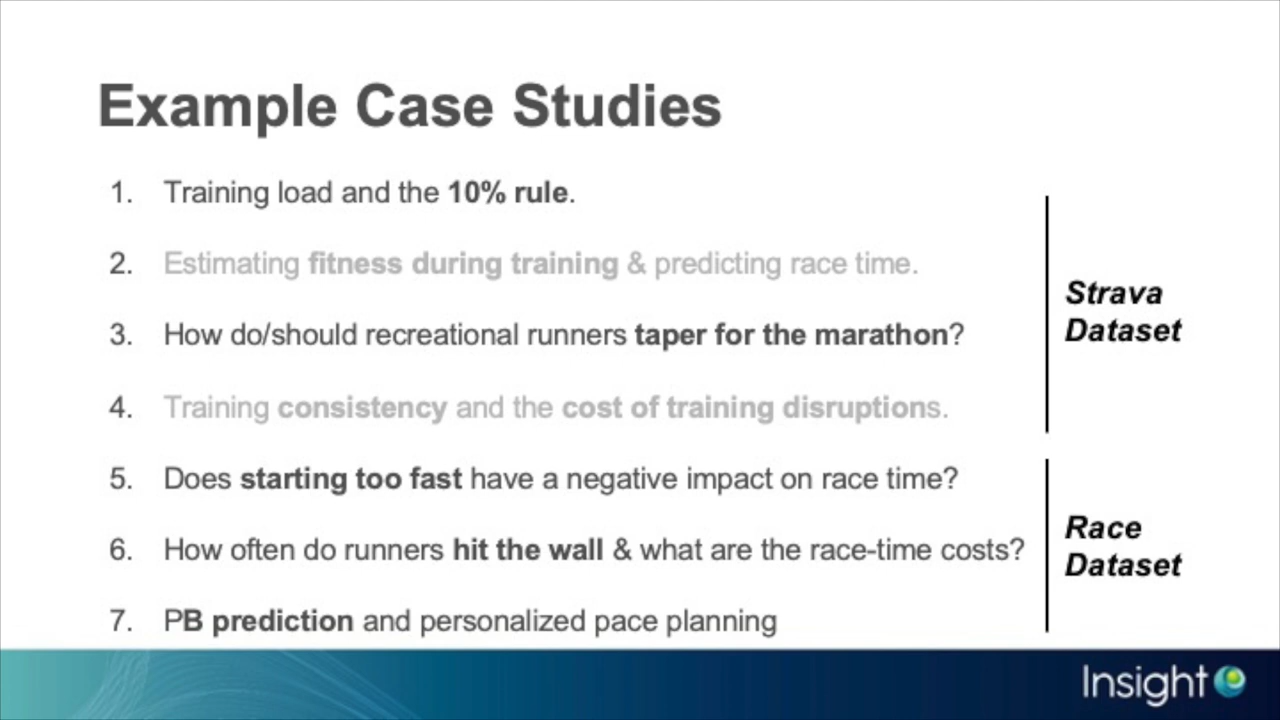 Example Case Studies
1. Training load and the 10% rule.
2. Estimating fitness during training & predicting race time.
3. How do/should recreational runners taper for the marathon?
4. Training consistency and the cost of training disruptions.
Strava
Dataset
5. Does starting too fast have a negative impact on race time?
6. How often do runners hit the wall & what are the race-time costs?
7. PB prediction and personalized pace planning
Race
Dataset
Insight